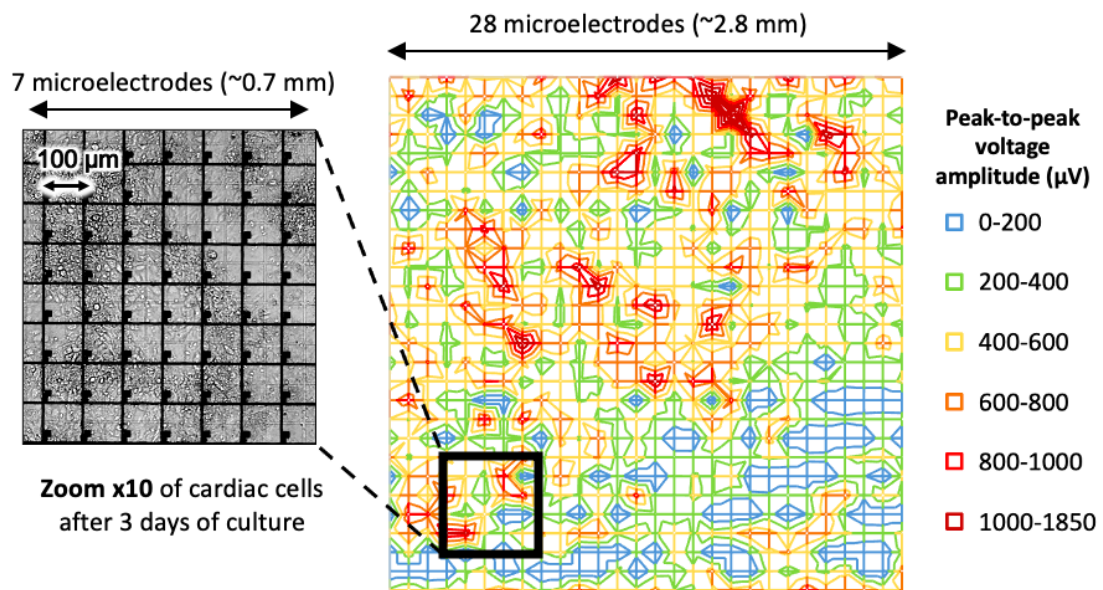 28 microelectrodes (~2.8 mm)
7 microelectrodes (~0.7 mm)
100 µm
Zoom x10 of cardiac cells
after 3 days of culture
Peak-to-peak
voltage
amplitude (µV)
0-200
200-400
400-600
600-800
800-1000
1000-1850